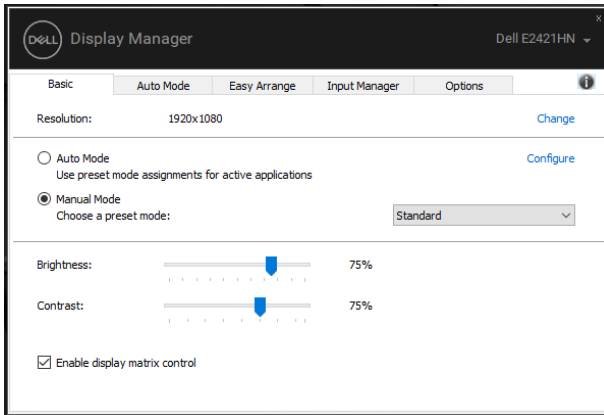 DELL Display Manager
Dell E2421HN
x
Basic Auto Mode Easy Arrange Input Manager Options i
Resolution: 1920x1080 Change
Auto Mode Configure
Use preset mode assignments for active applications
Manual Mode
Choose a preset mode: Standard
Brightness: 75%
Contrast: 75%
Enable display matrix control